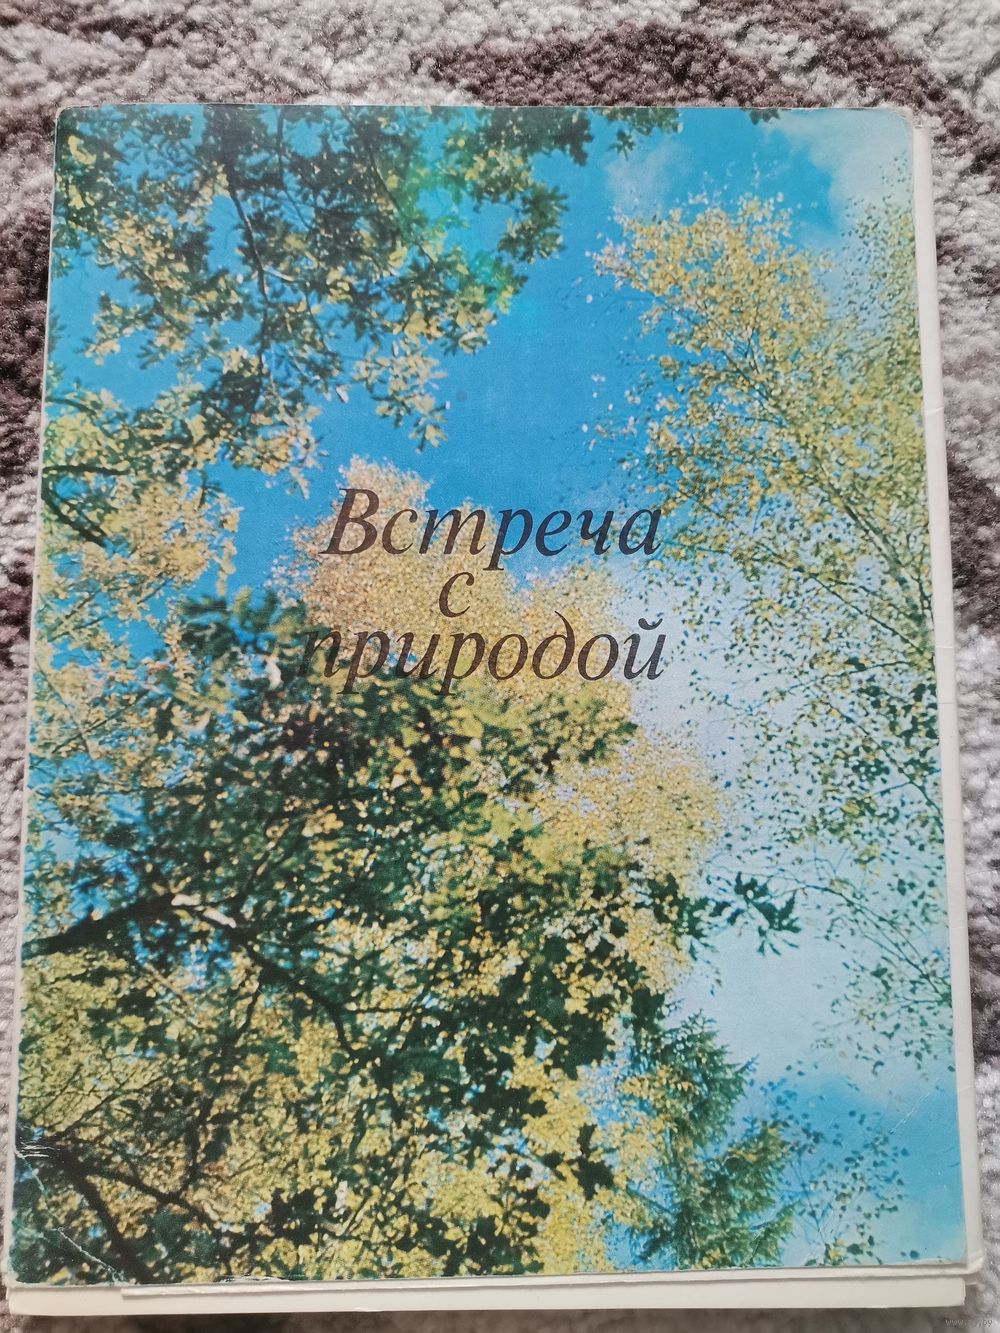 Встреча
с
природой